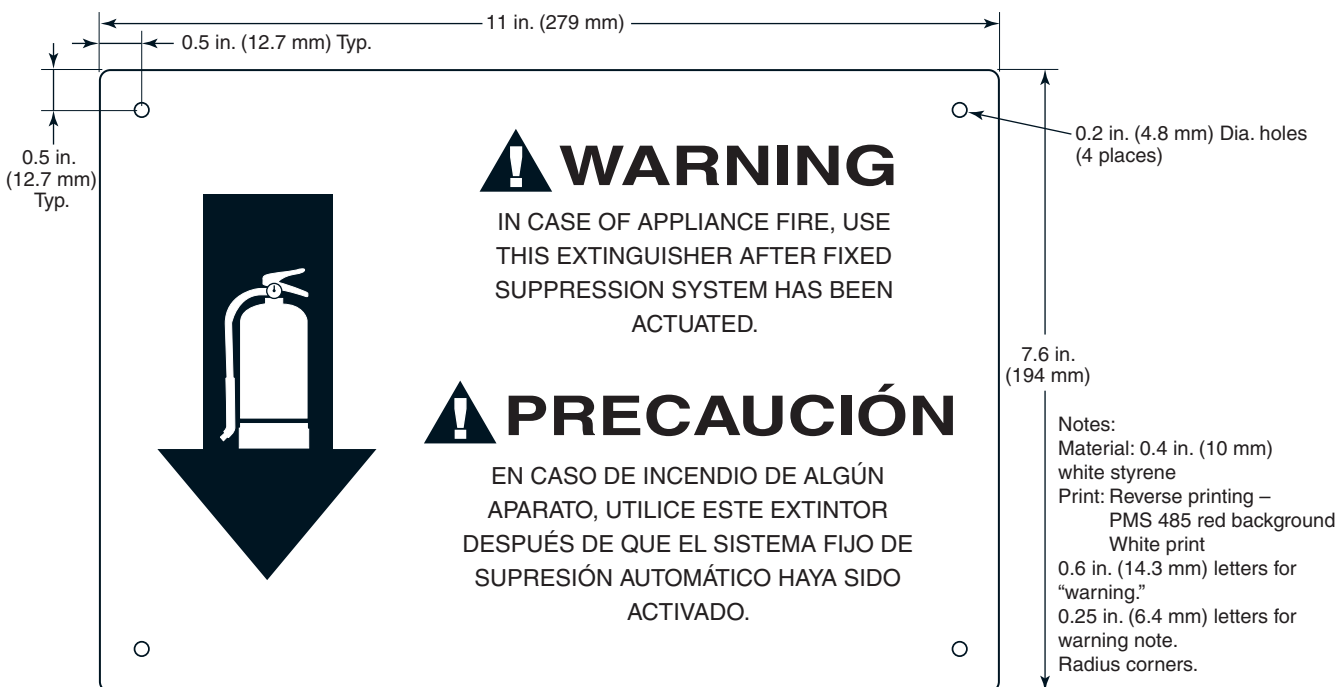 11 in. (279 mm)
0.5 in. (12.7 mm) Typ.
0.5 in.
(12.7 mm)
Typ.
0.2 in. (4.8 mm) Dia. holes
(4 places)
WARNING
IN CASE OF APPLIANCE FIRE, USE
THIS EXTINGUISHER AFTER FIXED
SUPPRESSION SYSTEM HAS BEEN
ACTUATED.
PRECAUCIÓN
EN CASO DE INCENDIO DE ALGÚN
APARATO, UTILICE ESTE EXTINTOR
DESPUÉS DE QUE EL SISTEMA FIJO DE
SUPRESIÓN AUTOMÁTICO HAYA SIDO
ACTIVADO.
7.6 in.
(194 mm)
Notes:
Material: 0.4 in. (10 mm)
white styrene
Print: Reverse printing –
PMS 485 red background
White print
0.6 in. (14.3 mm) letters for
“warning.”
0.25 in. (6.4 mm) letters for
warning note.
Radius corners.